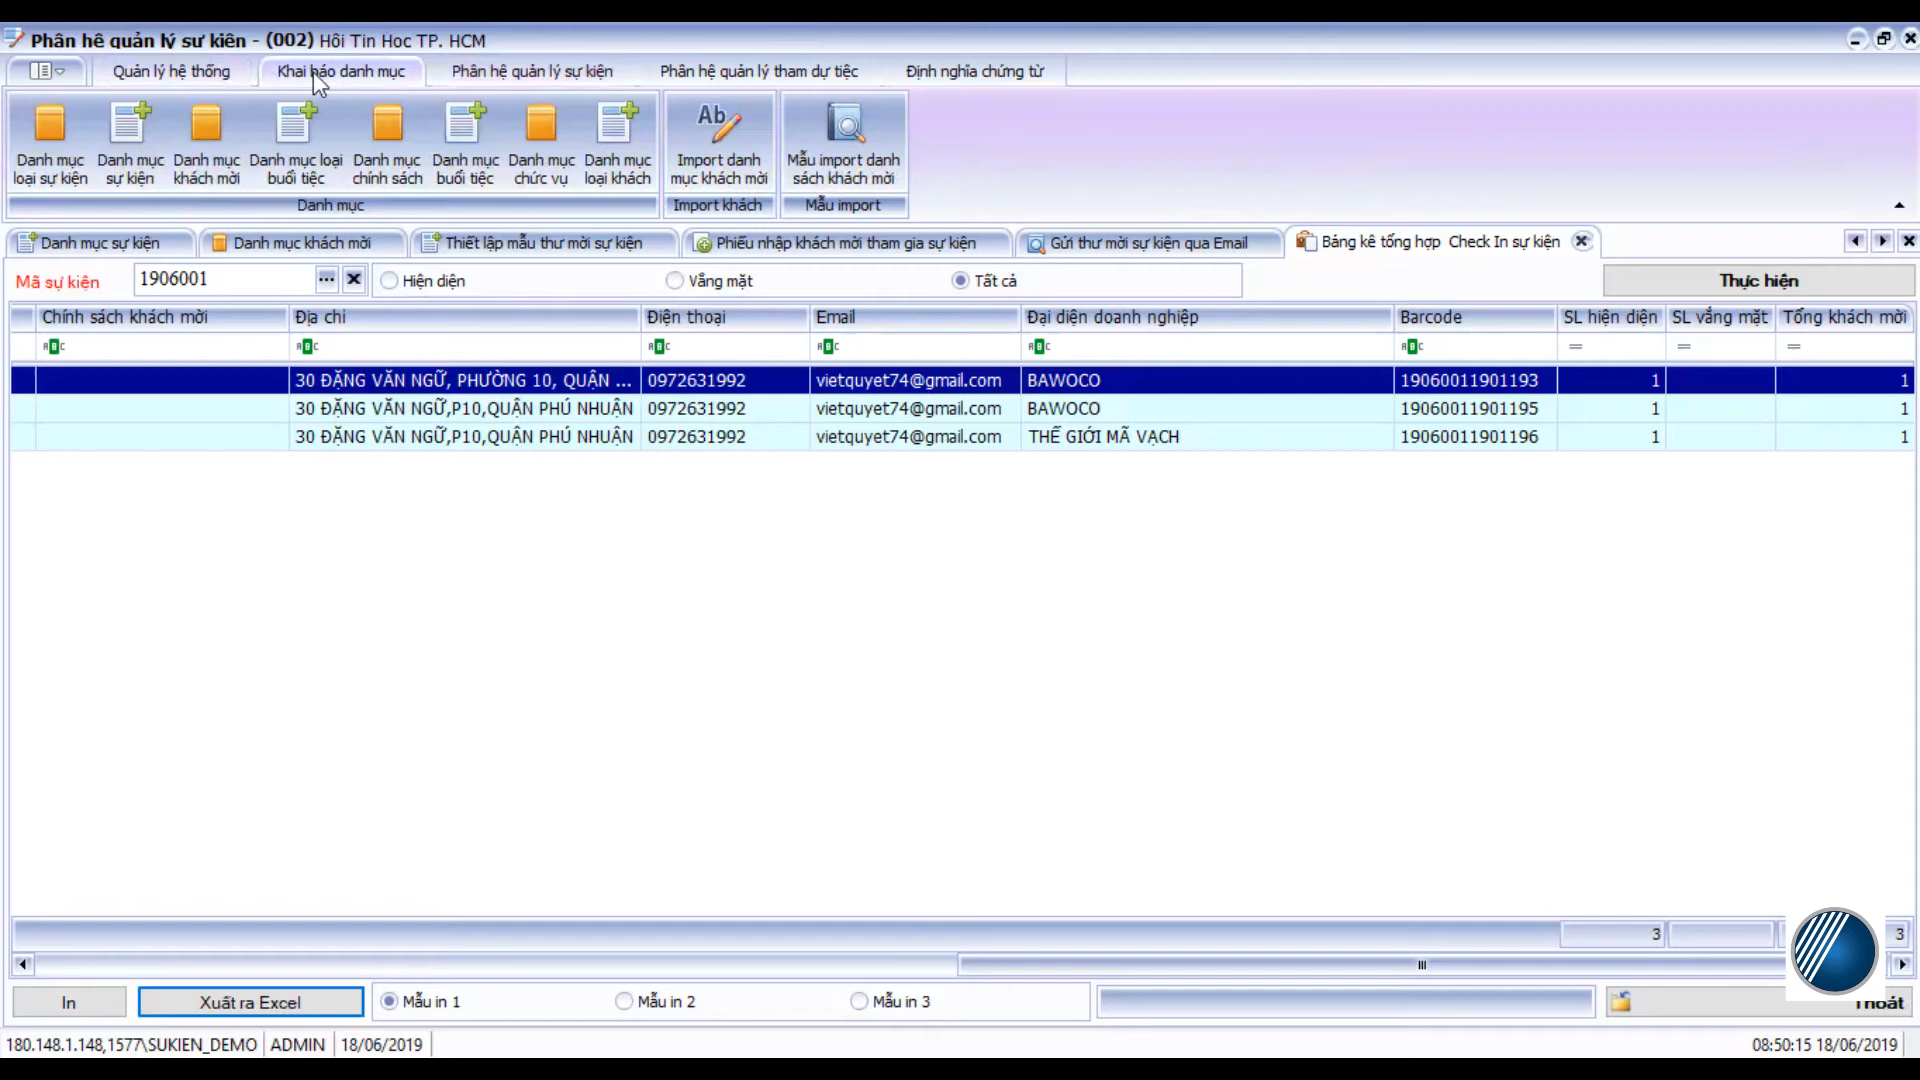 Phân hê quản lý sư kiên - (002) Hôi Tin Hoc TP. HCM
Quản lý hệ thống Khai báo danh mục Phân hệ quản lý sự kiện Phân hệ quản lý tham dự tiệc Định nghĩa chứng từ
Danh mục loại sự kiện
Danh mục sự kiện
Danh mục khách mời
Danh mục loại buổi tiệc
Danh mục chính sách
Danh mục buổi tiệc
Danh mục chức vụ
Danh mục loại khách
Import danh mục khách mời
Mẫu import danh sách khách mời
Danh mục Import khách Mẫu import
Danh mục sự kiện Danh mục khách mời Thiết lập mẫu thư mời sự kiện Phiếu nhập khách mời tham gia sự kiện Gửi thư mời sự kiện qua Email Bảng kê tổng hợp Check In sự kiện
Mã sự kiện 1906001 Hiện diện Vắng mặt Tất cả Thực hiện
Chính sách khách mời Địa chỉ Điện thoại Email Đại diện doanh nghiệp Barcode SL hiện diện SL vắng mặt Tổng khách mời
30 ĐẶNG VĂN NGỮ, PHƯỜNG 10, QUẬN ... 0972631992 vietquyet74@gmail.com BAWOCO 19060011901193 1 1
30 ĐẶNG VĂN NGỮ,P10,QUẬN PHÚ NHUẬN 0972631992 vietquyet74@gmail.com BAWOCO 19060011901195 1 1
30 ĐẶNG VĂN NGỮ,P10,QUẬN PHÚ NHUẬN 0972631992 vietquyet74@gmail.com THẾ GIỚI MÃ VẠCH 19060011901196 1 1
3 3
In Xuất ra Excel Mẫu in 1 Mẫu in 2 Mẫu in 3 Thoát
180.148.1.148,1577\SUKIEN_DEMO ADMIN 18/06/2019 08:50:15 18/06/2019